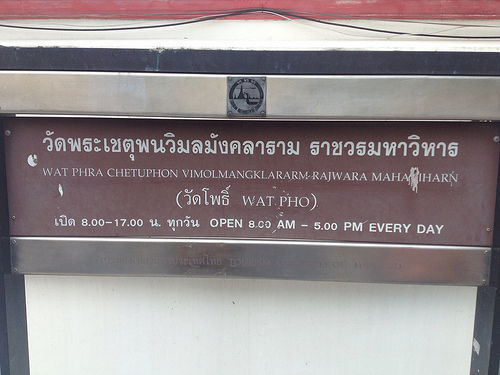 วัดพระเชตุพนวิมลมังคลาราม ราชวรมหาวิหาร
WAT PHRA CHETUPHON VIMOLMANGKLARARM RAJWARA MAHAWIHARN
(วัดโพธิ์ WAT PHO)
เปิด 8.00-17.00 น. ทุกวัน OPEN 8.00 AM - 5.00 PM EVERY DAY